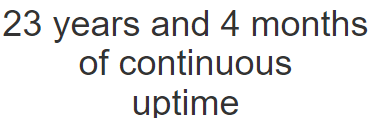 23 years and 4 months
of continuous
uptime